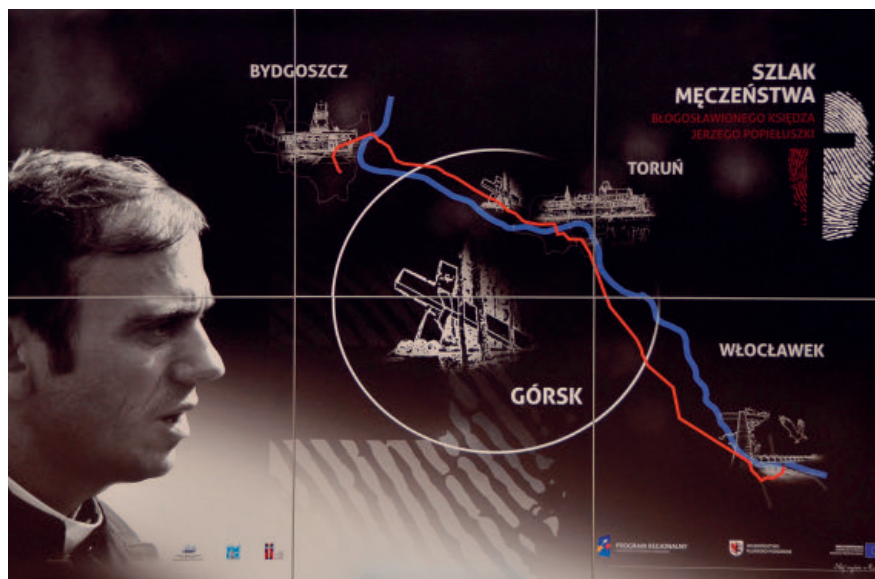 BYDGOSZCZ
SZLAK
MĘCZEŃSTWA
BŁOGOSŁAWIONEGO KSIĘDZA
JERZEGO POPIEŁUSZKI
TORUŃ
WŁOCŁAWEK
GÓRSK
PROGRAM REGIONALNY